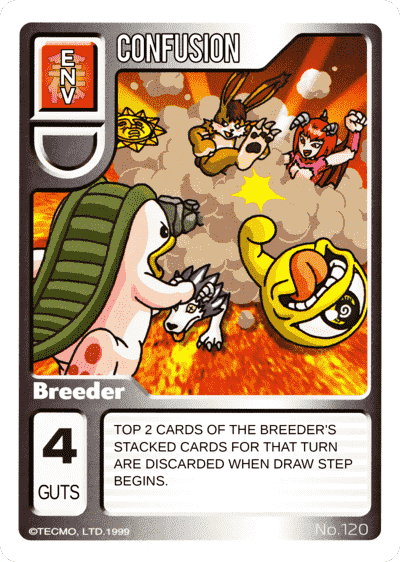 ENV
CONFUSION
Breeder
4
GUTS
TOP 2 CARDS OF THE BREEDER'S
STACKED CARDS FOR THAT TURN
ARE DISCARDED WHEN DRAW STEP
BEGINS.
©TECMO, LTD.1999
No.120